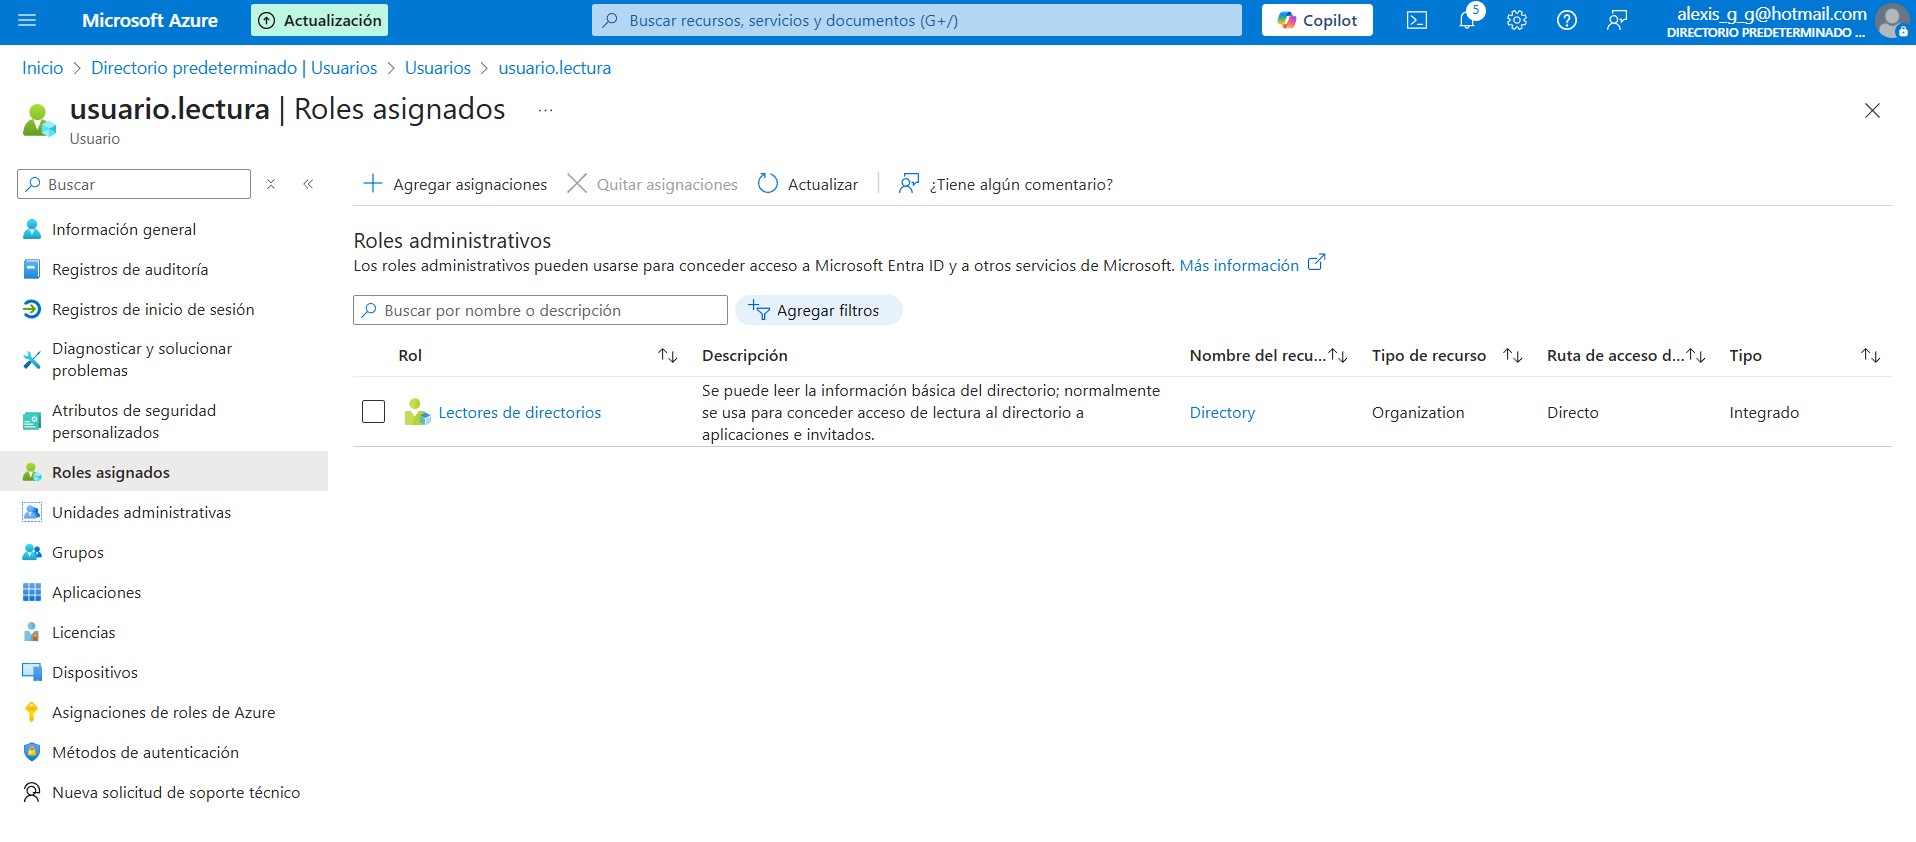 Microsoft Azure
Actualización
Buscar recursos, servicios y documentos (G+/)
Copilot
5
alexis_g_g@hotmail.com
DIRECTORIO PREDETERMINADO ...
Inicio > Directorio predeterminado | Usuarios > Usuarios > usuario.lectura
usuario.lectura | Roles asignados ...
Usuario
Buscar
Información general
Registros de auditoría
Registros de inicio de sesión
Diagnosticar y solucionar
problemas
Atributos de seguridad
personalizados
Roles asignados
Unidades administrativas
Grupos
Aplicaciones
Licencias
Dispositivos
Asignaciones de roles de Azure
Métodos de autenticación
Nueva solicitud de soporte técnico
Agregar asignaciones
Quitar asignaciones
Actualizar
¿Tiene algún comentario?
Roles administrativos
Los roles administrativos pueden usarse para conceder acceso a Microsoft Entra ID y a otros servicios de Microsoft. Más información
Buscar por nombre o descripción
Agregar filtros
Rol
Descripción
Nombre del recu...
Tipo de recurso
Ruta de acceso d...
Tipo
Lectores de directorios
Se puede leer la información básica del directorio; normalmente
se usa para conceder acceso de lectura al directorio a
aplicaciones e invitados.
Directory
Organization
Directo
Integrado